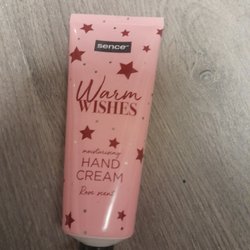 sence
Warm
WISHES
moisturising
HAND
CREAM
Rose scent